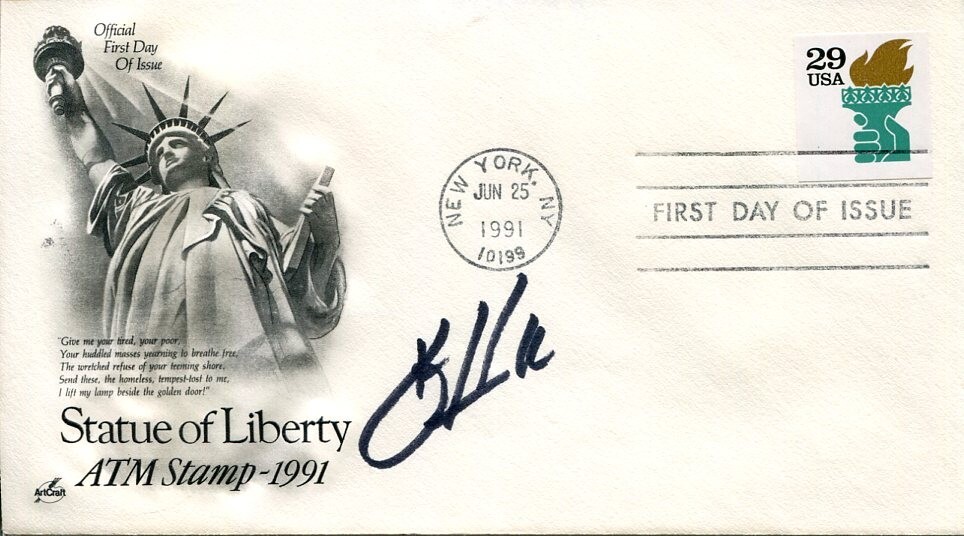 Official
First Day
Of Issue
29
USA
NEW YORK, NY
JUN 25
1991
10199
FIRST DAY OF ISSUE
"Give me your tired, your poor,
Your huddled masses yearning to breathe free,
The wretched refuse of your teeming shore,
Send these, the homeless, tempest-tost to me,
I lift my lamp beside the golden door!"
Statue of Liberty
ATM Stamp-1991
ArtCraft